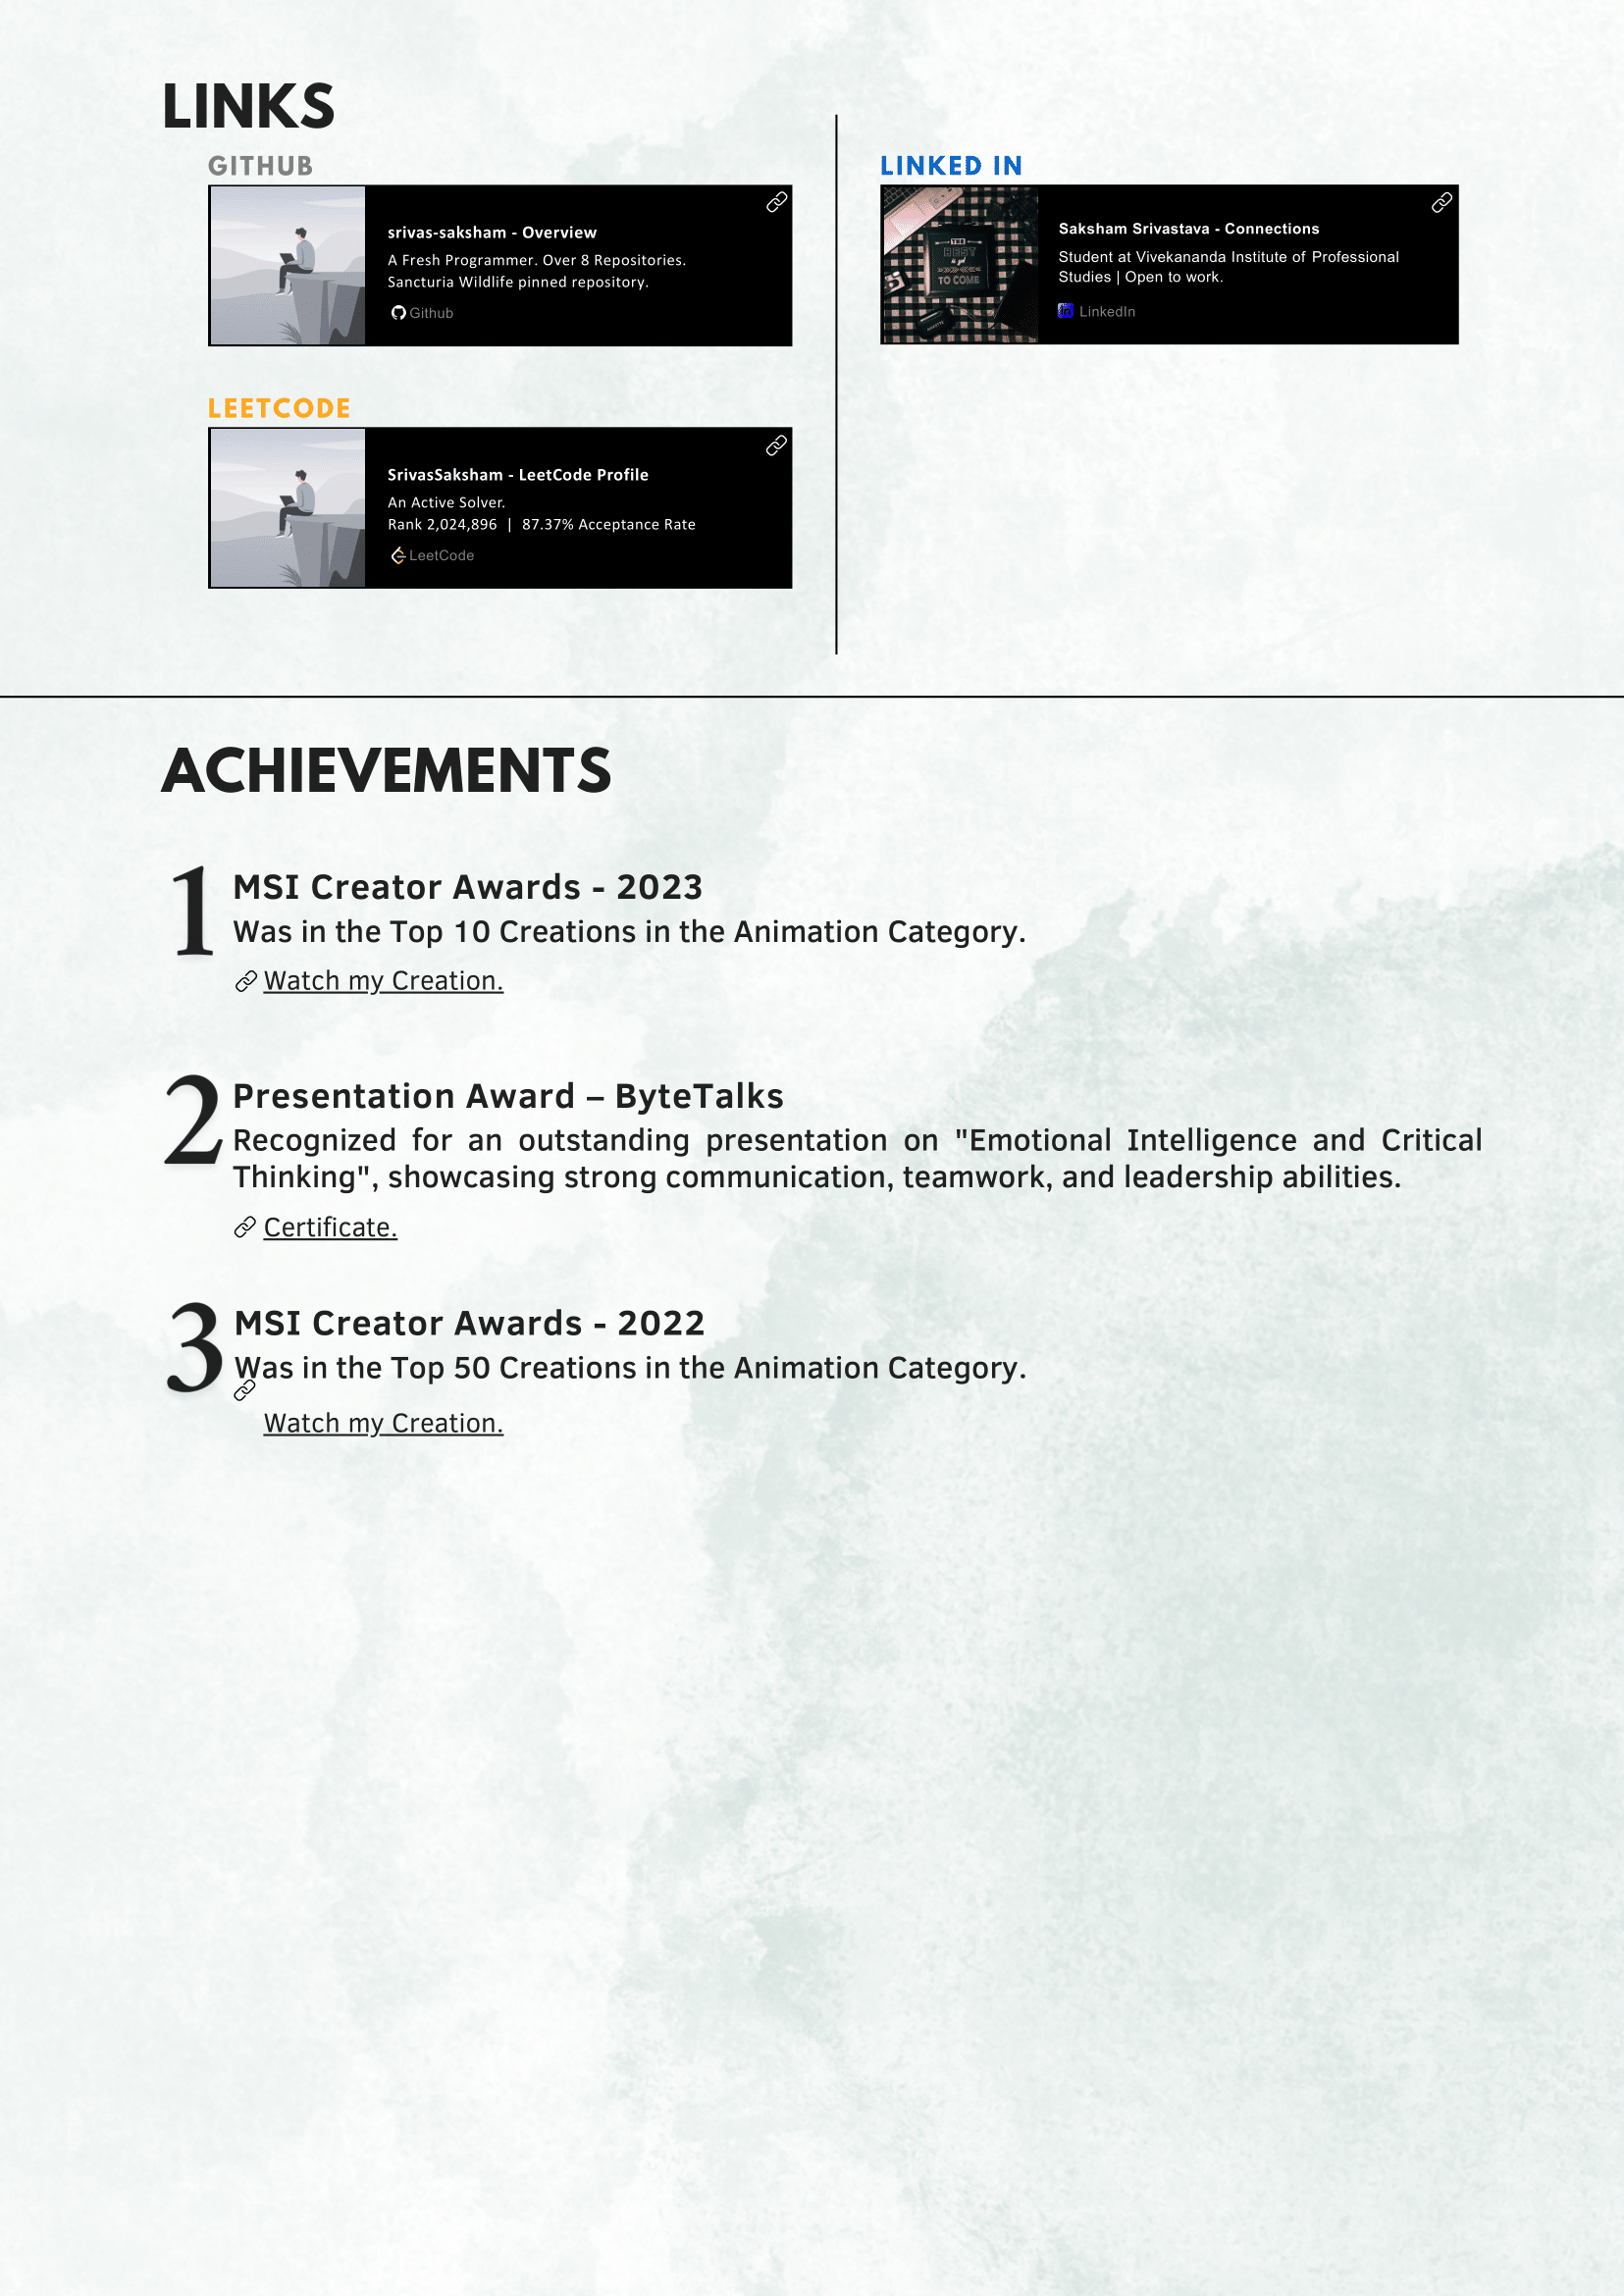 LINKS
GITHUB
srivas-saksham - Overview
A Fresh Programmer. Over 8 Repositories.
Sancturia Wildlife pinned repository.
Github
LEETCODE
SrivasSaksham - LeetCode Profile
An Active Solver.
Rank 2,024,896 | 87.37% Acceptance Rate
LeetCode
LINKED IN
THE
BEST
TO COME
Saksham Srivastava - Connections
Student at Vivekananda Institute of Professional
Studies | Open to work.
LinkedIn
ACHIEVEMENTS
1
MSI Creator Awards - 2023
Was in the Top 10 Creations in the Animation Category.
Watch my Creation.
2
Presentation Award – ByteTalks
Recognized for an outstanding presentation on "Emotional Intelligence and Critical
Thinking", showcasing strong communication, teamwork, and leadership abilities.
Certificate.
3
MSI Creator Awards - 2022
Was in the Top 50 Creations in the Animation Category.
Watch my Creation.